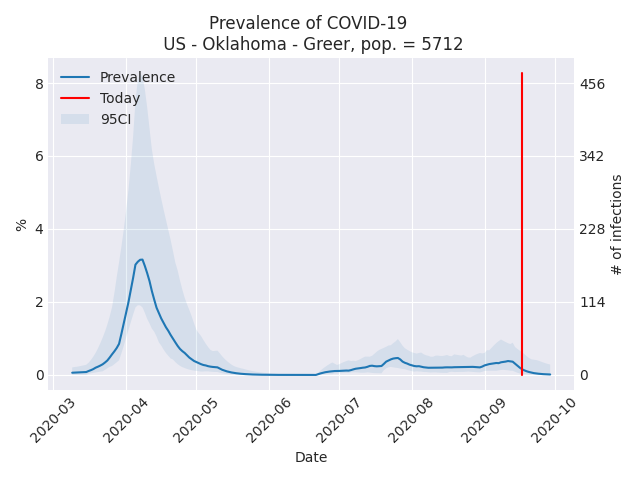 Prevalence of COVID-19
US - Oklahoma - Greer, pop. = 5712
Prevalence
Today
95CI
8
6
4
2
0
%
456
342
228
114
0
# of infections
2020-03
2020-04
2020-05
2020-06
2020-07
2020-08
2020-09
2020-10
Date